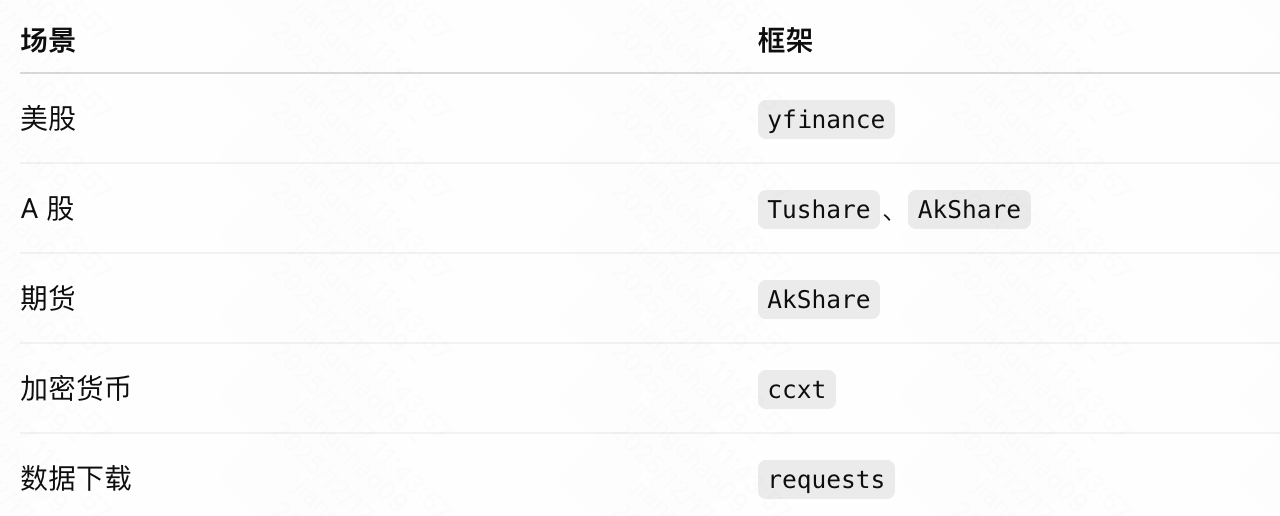 场景 框架
美股 yfinance
A 股 Tushare、AkShare
期货 AkShare
加密货币 ccxt
数据下载 requests